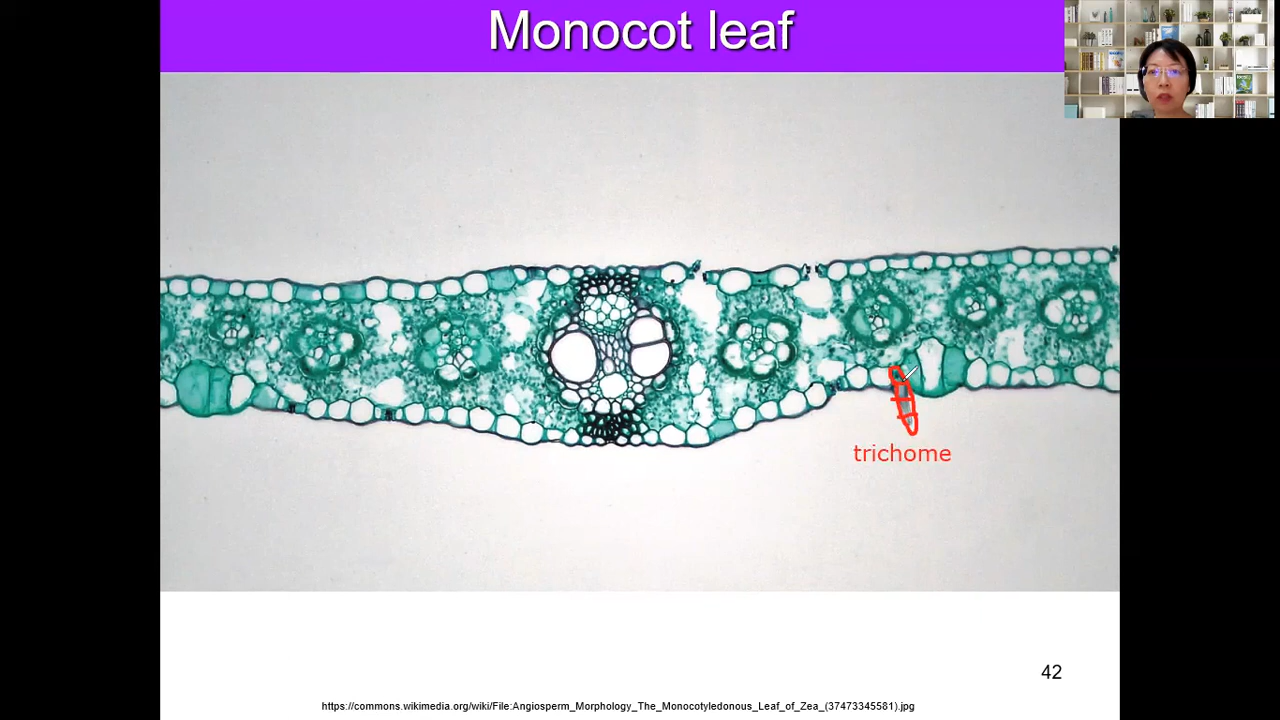 Monocot leaf
trichome
42
https://commons.wikimedia.org/wiki/File:Angiosperm_Morphology_The_Monocotyledonous_Leaf_of_Zea_(37473345581).jpg